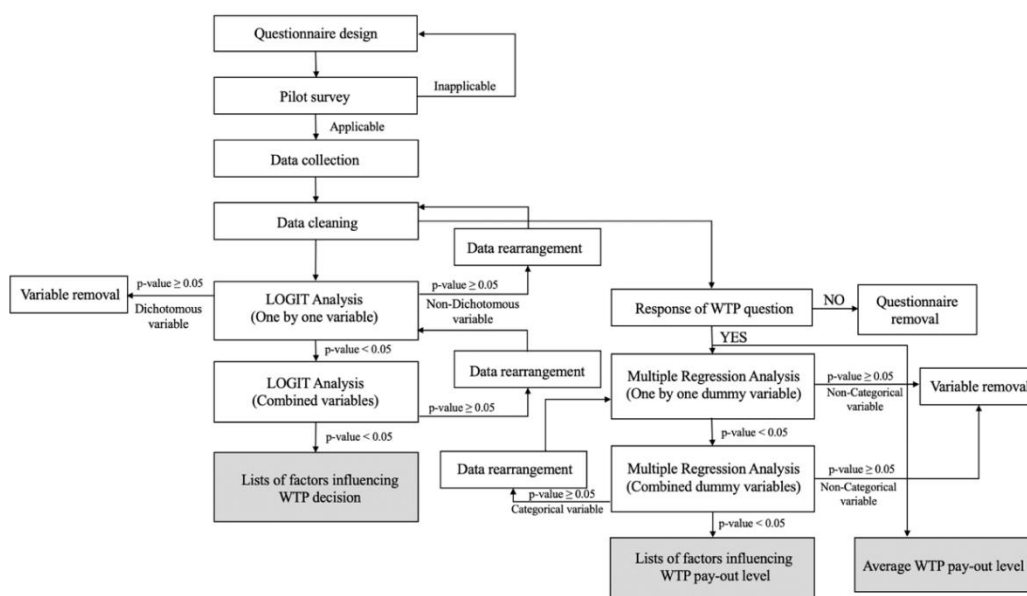 Questionnaire design
Inapplicable
Pilot survey
Applicable
Data collection
Data cleaning
Data rearrangement
Variable removal
p-value ≥ 0.05
Dichotomous
variable
LOGIT Analysis
(One by one variable)
p-value ≥ 0.05
Non-Dichotomous
variable
Response of WTP question
NO
Questionnaire
removal
YES
p-value < 0.05
Data rearrangement
LOGIT Analysis
(Combined variables)
p-value ≥ 0.05
Multiple Regression Analysis
(One by one dummy variable)
p-value ≥ 0.05
Non-Categorical
variable
Variable removal
p-value < 0.05
p-value < 0.05
Lists of factors influencing
WTP decision
Data rearrangement
p-value ≥ 0.05
Categorical variable
Multiple Regression Analysis
(Combined dummy variables)
p-value ≥ 0.05
Non-Categorical
variable
p-value < 0.05
Lists of factors influencing
WTP pay-out level
Average WTP pay-out level